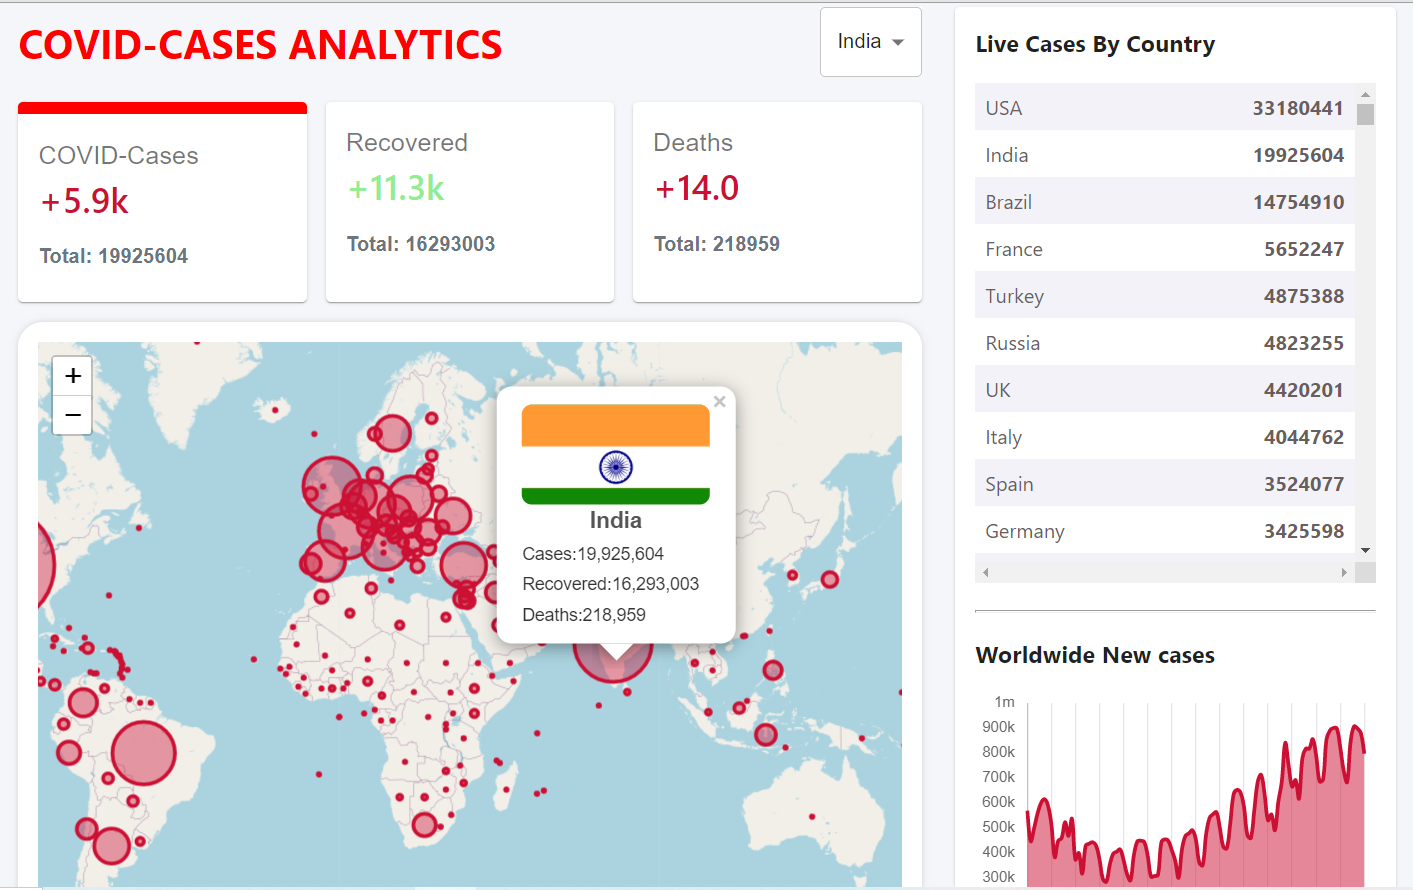 COVID-CASES ANALYTICS
India
COVID-Cases
+5.9k
Total: 19925604
Recovered
+11.3k
Total: 16293003
Deaths
+14.0
Total: 218959
+
−
×
India
Cases:19,925,604
Recovered:16,293,003
Deaths:218,959
Live Cases By Country
USA 33180441
India 19925604
Brazil 14754910
France 5652247
Turkey 4875388
Russia 4823255
UK 4420201
Italy 4044762
Spain 3524077
Germany 3425598
Worldwide New cases
1m
900k
800k
700k
600k
500k
400k
300k